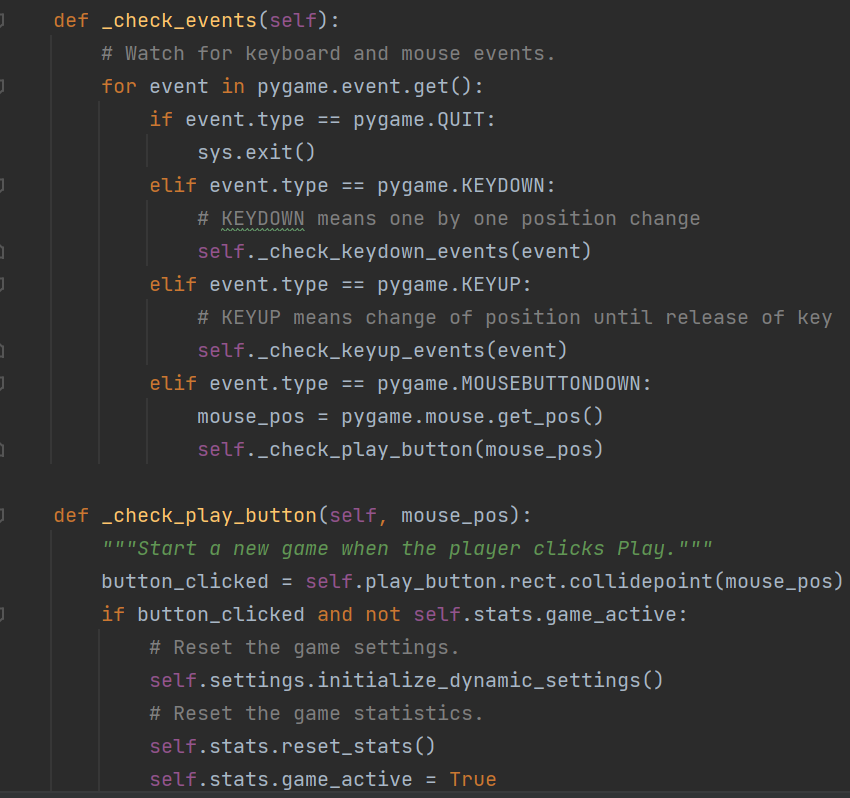 def _check_events(self):
    # Watch for keyboard and mouse events.
    for event in pygame.event.get():
        if event.type == pygame.QUIT:
            sys.exit()
        elif event.type == pygame.KEYDOWN:
            # KEYDOWN means one by one position change
            self._check_keydown_events(event)
        elif event.type == pygame.KEYUP:
            # KEYUP means change of position until release of key
            self._check_keyup_events(event)
        elif event.type == pygame.MOUSEBUTTONDOWN:
            mouse_pos = pygame.mouse.get_pos()
            self._check_play_button(mouse_pos)

def _check_play_button(self, mouse_pos):
    """Start a new game when the player clicks Play."""
    button_clicked = self.play_button.rect.collidepoint(mouse_pos)
    if button_clicked and not self.stats.game_active:
        # Reset the game settings.
        self.settings.initialize_dynamic_settings()
        # Reset the game statistics.
        self.stats.reset_stats()
        self.stats.game_active = True